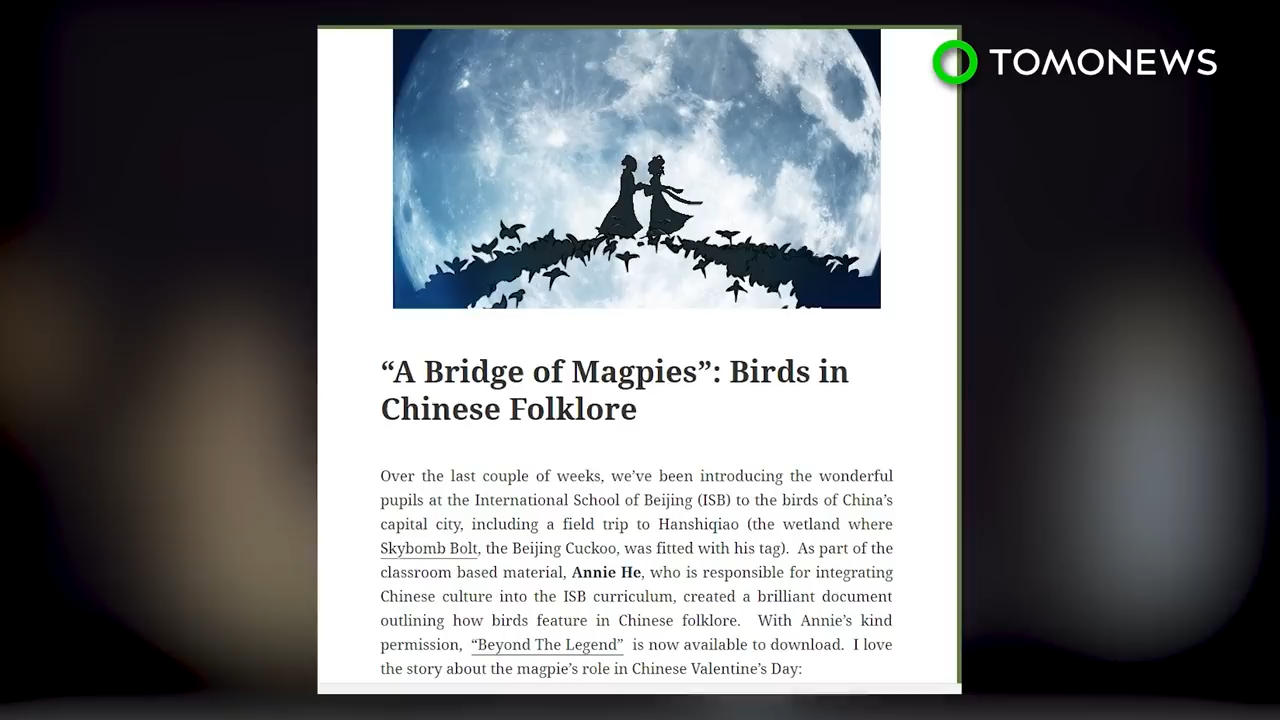 TOMONEWS
“A Bridge of Magpies”: Birds in
Chinese Folklore
Over the last couple of weeks, we’ve been introducing the wonderful
pupils at the International School of Beijing (ISB) to the birds of China’s
capital city, including a field trip to Hanshiqiao (the wetland where
Skybomb Bolt, the Beijing Cuckoo, was fitted with his tag). As part of the
classroom based material, Annie He, who is responsible for integrating
Chinese culture into the ISB curriculum, created a brilliant document
outlining how birds feature in Chinese folklore. With Annie’s kind
permission, “Beyond The Legend” is now available to download. I love
the story about the magpie’s role in Chinese Valentine’s Day: